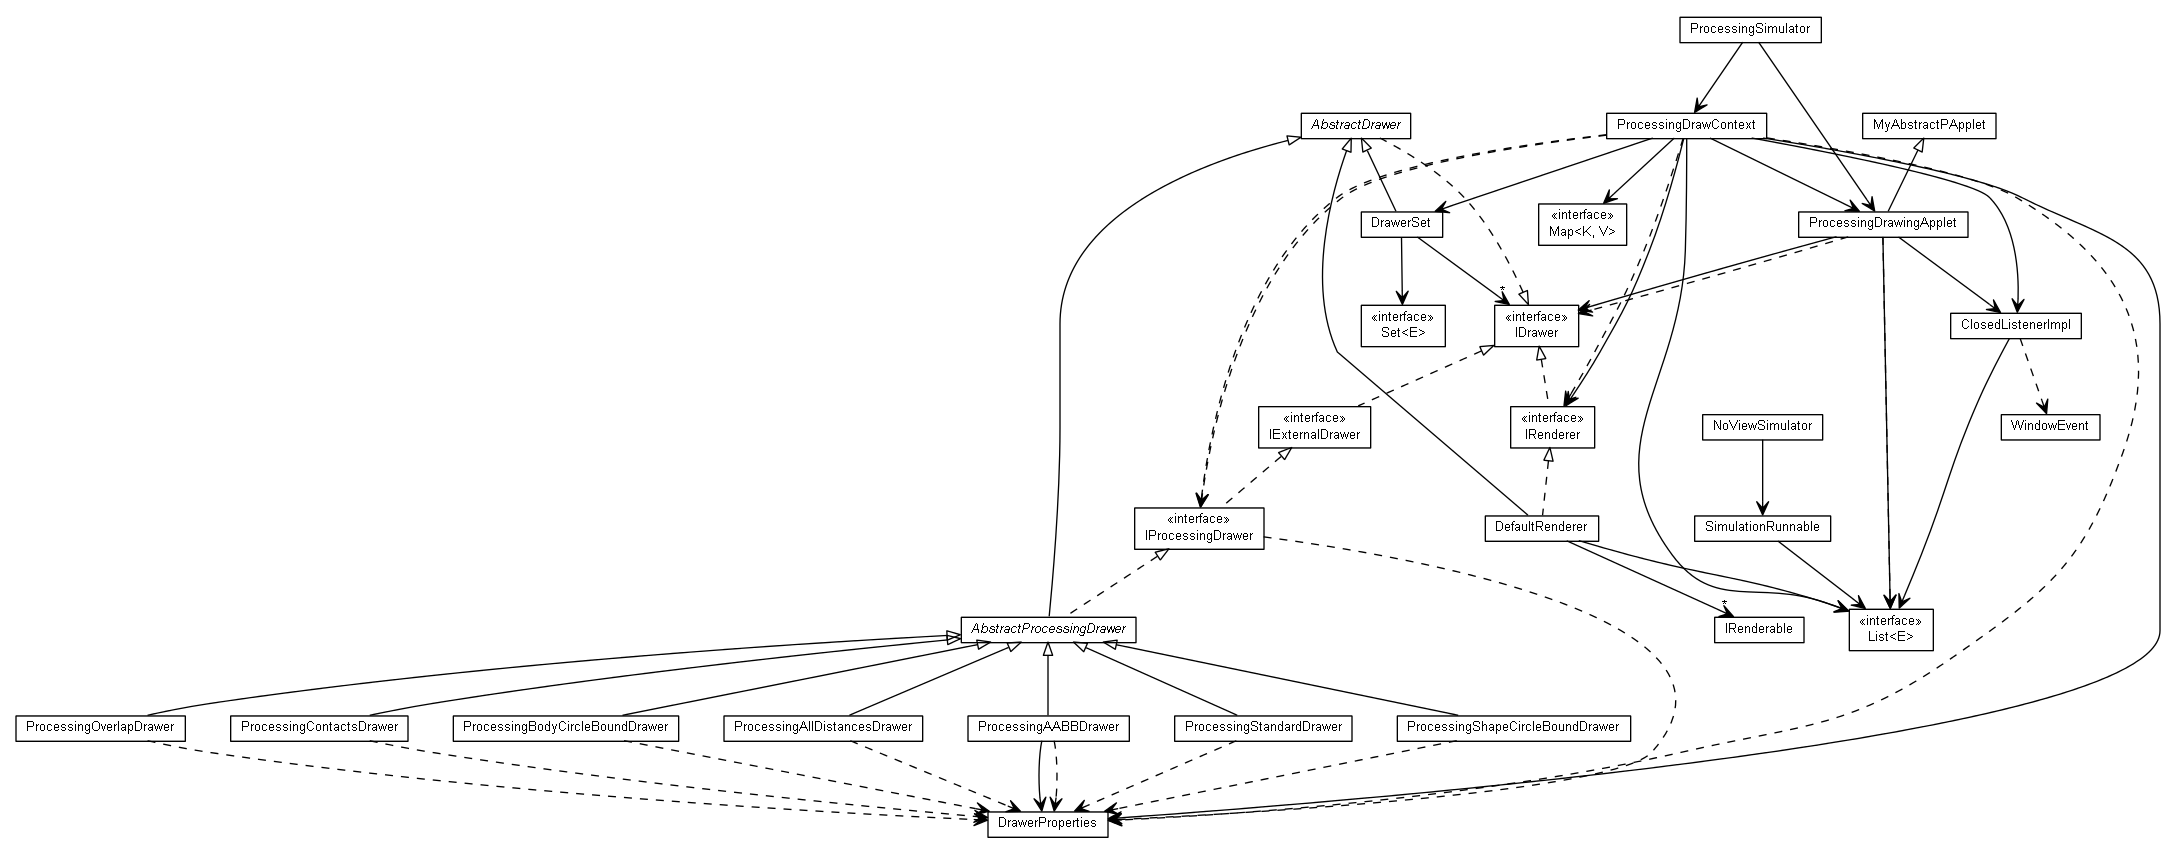 ProcessingSimulator
AbstractDrawer
ProcessingDrawContext
MyAbstractPApplet
DrawerSet
«interface»
Map<K, V>
ProcessingDrawingApplet
*
«interface»
Set<E>
«interface»
IDrawer
ClosedListenerImpl
«interface»
IExternalDrawer
«interface»
IRenderer
NoViewSimulator
WindowEvent
«interface»
IProcessingDrawer
DefaultRenderer
SimulationRunnable
*
AbstractProcessingDrawer
IRenderable
«interface»
List<E>
ProcessingOverlapDrawer
ProcessingContactsDrawer
ProcessingBodyCircleBoundDrawer
ProcessingAllDistancesDrawer
ProcessingAABBDrawer
ProcessingStandardDrawer
ProcessingShapeCircleBoundDrawer
DrawerProperties